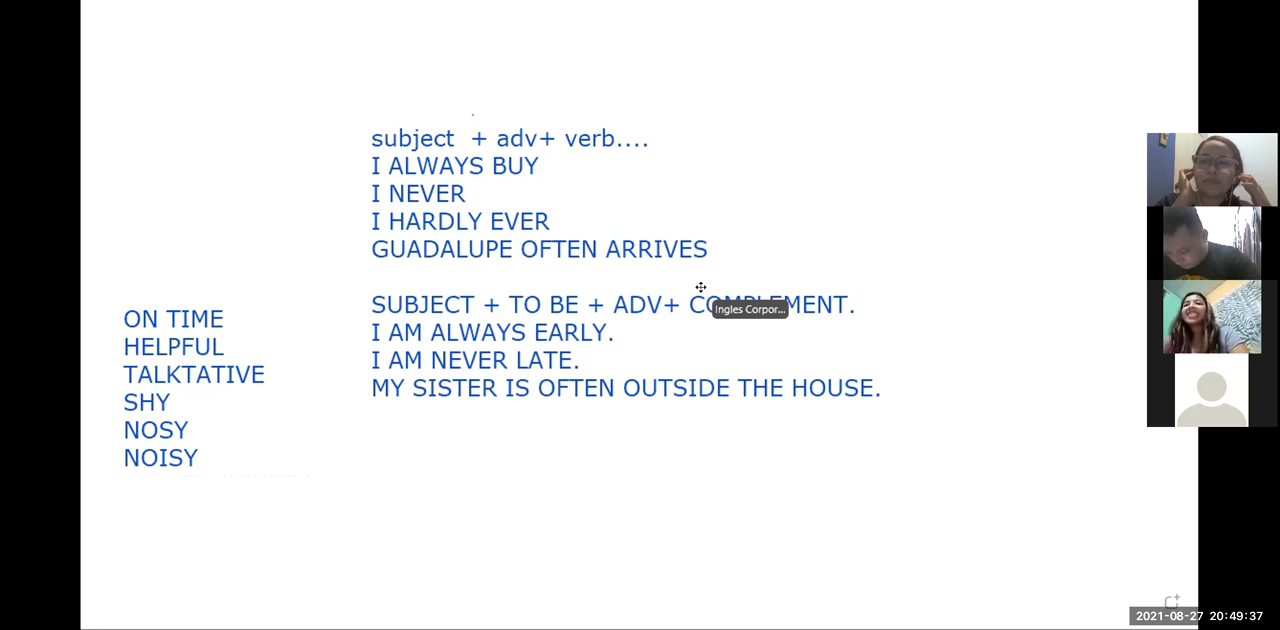 subject + adv+ verb....
I ALWAYS BUY
I NEVER
I HARDLY EVER
GUADALUPE OFTEN ARRIVES
SUBJECT + TO BE + ADV+ COMPLEMENT.
Ingles Corpor...
I AM ALWAYS EARLY.
I AM NEVER LATE.
MY SISTER IS OFTEN OUTSIDE THE HOUSE.
ON TIME
HELPFUL
TALKTATIVE
SHY
NOSY
NOISY
2021-08-27 20:49:37